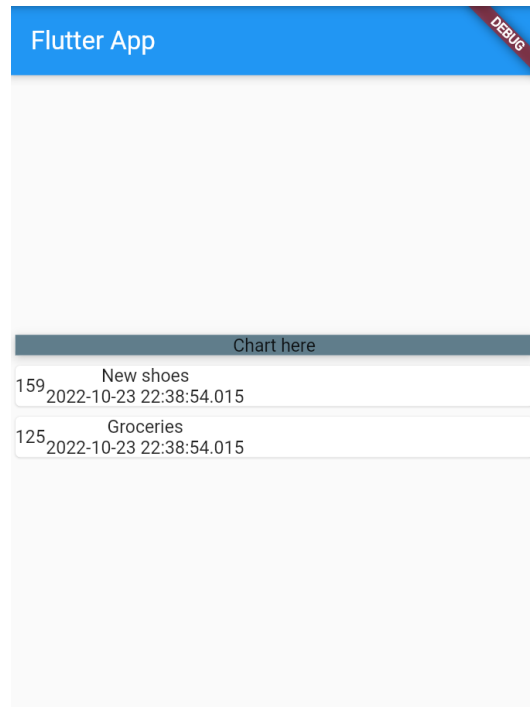 Flutter App
DEBUG
Chart here
159
New shoes
2022-10-23 22:38:54.015
125
Groceries
2022-10-23 22:38:54.015